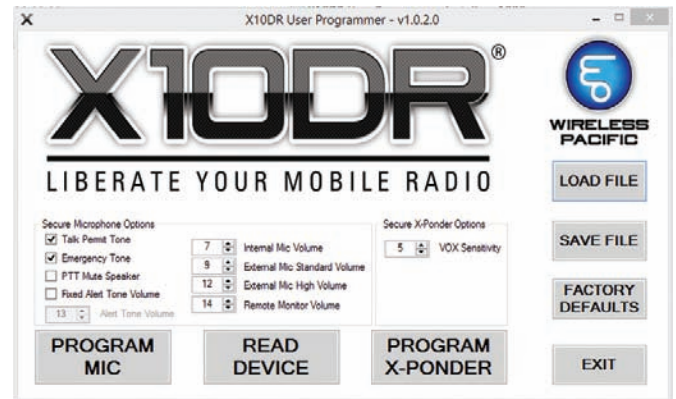 X10DR User Programmer - v1.0.2.0
X10DR®
LIBERATE YOUR MOBILE RADIO
WIRELESS
PACIFIC
LOAD FILE
SAVE FILE
FACTORY
DEFAULTS
EXIT
Secure Microphone Options
Talk Permit Tone
Emergency Tone
PTT Mute Speaker
Fixed Alert Tone Volume
13 Alert Tone Volume
7 Internal Mic Volume
9 External Mic Standard Volume
12 External Mic High Volume
14 Remote Monitor Volume
Secure X-Ponder Options
5 VOX Sensitivity
PROGRAM
MIC
READ
DEVICE
PROGRAM
X-PONDER